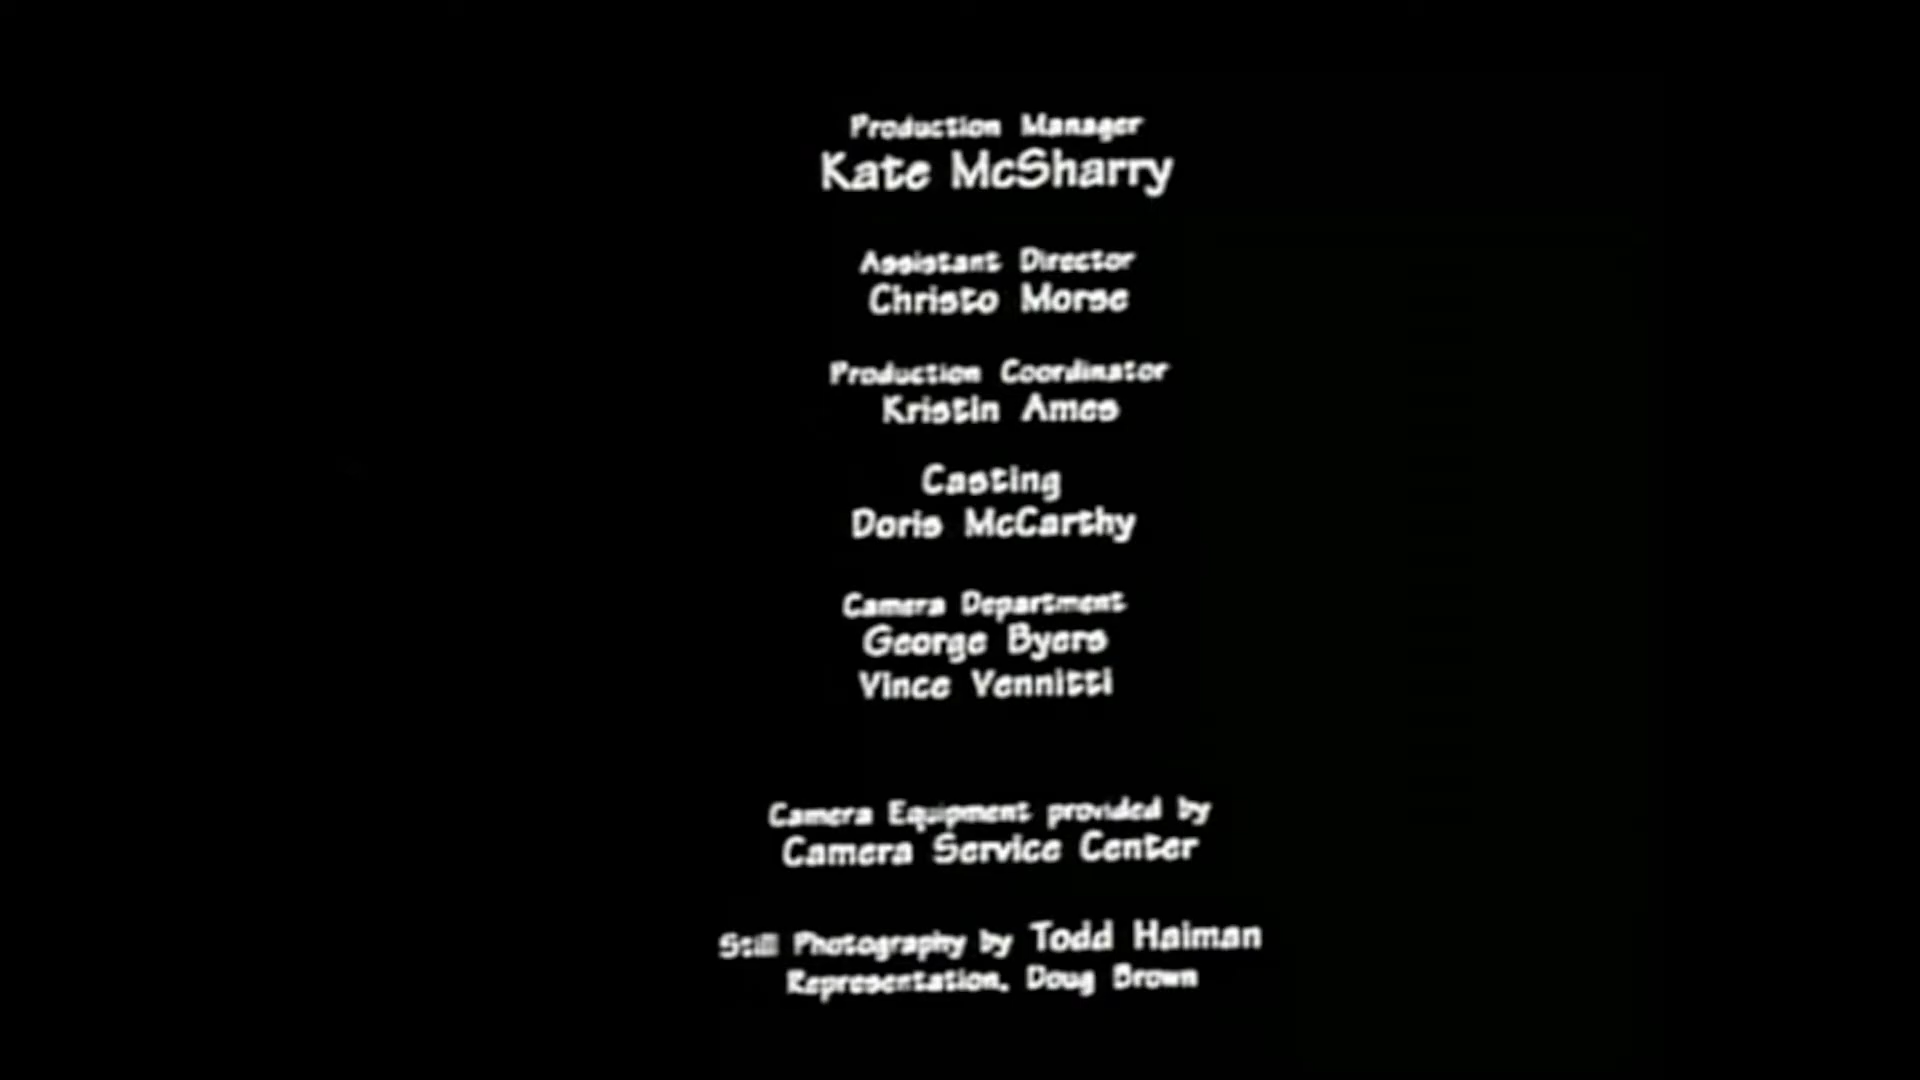 Production Manager
Kate McSharry
Assistant Director
Christo Morse
Production Coordinator
Kristin Ames
Casting
Doris McCarthy
Camera Department
George Byers
Vince Vennitti
Camera Equipment provided by
Camera Service Center
Still Photography by Todd Haiman
Representation, Doug Brown